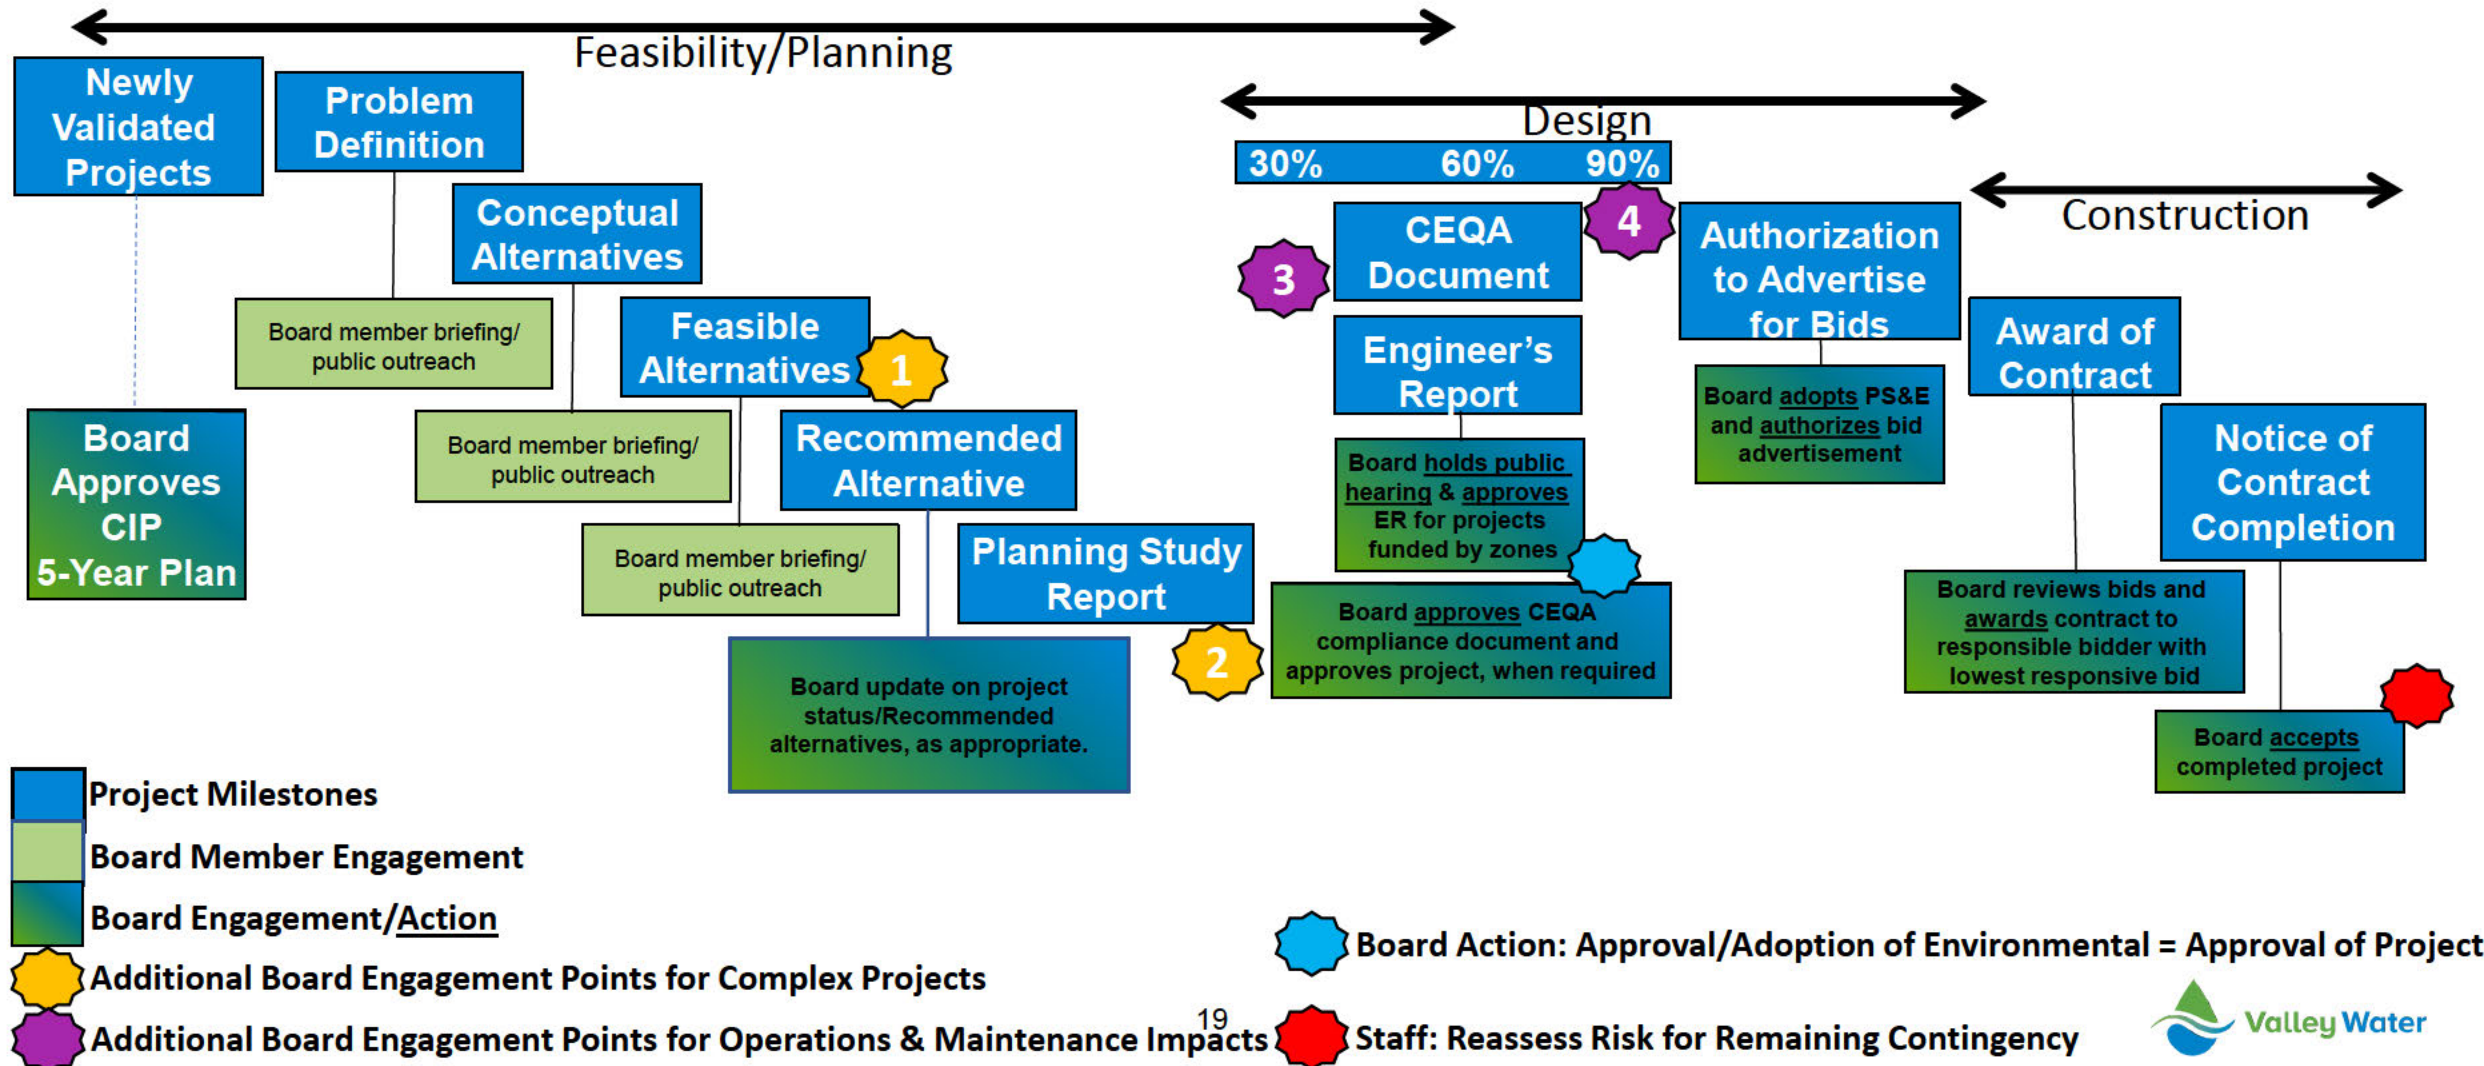 Feasibility/Planning
Newly
Validated
Projects
Board
Approves
CIP
5-Year Plan
Problem
Definition
Board member briefing/
public outreach
Conceptual
Alternatives
Board member briefing/
public outreach
Feasible
Alternatives
1
Board member briefing/
public outreach
Recommended
Alternative
Board update on project
status/Recommended
alternatives, as appropriate.
Planning Study
Report
2
Design
30% 60% 90%
3
CEQA
Document
4
Engineer's
Report
Board holds public
hearing & approves
ER for projects
funded by zones
Board approves CEQA
compliance document and
approves project, when required
Authorization
to Advertise
for Bids
Board adopts PS&E
and authorizes bid
advertisement
Construction
Award of
Contract
Board reviews bids and
awards contract to
responsible bidder with
lowest responsive bid
Notice of
Contract
Completion
Board accepts
completed project
Project Milestones
Board Member Engagement
Board Engagement/Action
Additional Board Engagement Points for Complex Projects
Additional Board Engagement Points for Operations & Maintenance Impacts
19
Board Action: Approval/Adoption of Environmental = Approval of Project
Staff: Reassess Risk for Remaining Contingency
Valley Water